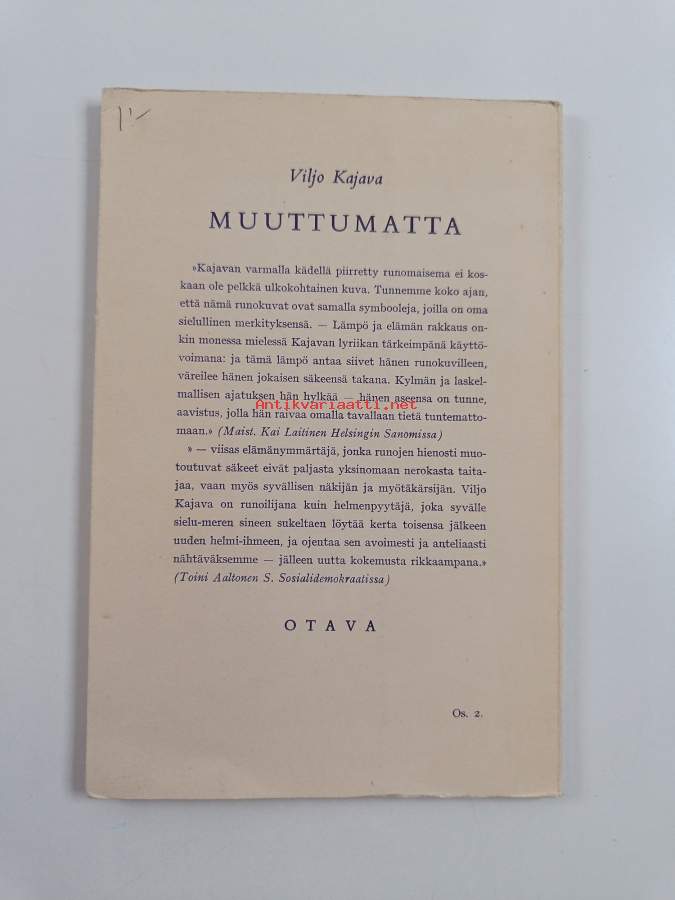 1'-
Viljo Kajava
MUUTTUMATTA
»Kajavan varmalla kädellä piirretty runomaisema ei kos-
kaan ole pelkkä ulkokohtainen kuva. Tunnemme koko ajan,
että nämä runokuvat ovat samalla symbooleja, joilla on oma
sielullinen merkityksensä. — Lämpö ja elämän rakkaus on-
kin monessa mielessä Kajavan lyriikan tärkeimpänä käyttö-
voimana: ja tämä lämpö antaa siivet hänen runokuvilleen,
väreilee hänen jokaisen säkeensä takana. Kylmän ja laskel-
mallisen ajatuksen hän hylkää — hänen aseensa on tunne,
Antikvariaatti.net
aavistus, jolla hän raivaa omalla tavallaan tietä tuntematto-
maan.» (Maist. Kai Laitinen Helsingin Sanomissa)
» — viisas elämänymmärtäjä, jonka runojen hienosti muo-
toutuvat säkeet eivät paljasta yksinomaan nerokasta taita-
jaa, vaan myös syvällisen näkijän ja myötäkärsijän. Viljo
Kajava on runoilijana kuin helmenpyytäjä, joka syvälle
sielu-meren sineen sukeltaen löytää kerta toisensa jälkeen
uuden helmi-ihmeen, ja ojentaa sen avoimesti ja anteliaasti
nähtäväksemme — jälleen uutta kokemusta rikkaampana.»
(Toini Aaltonen S. Sosialidemokraatissa)
OTAVA
Os. 2.